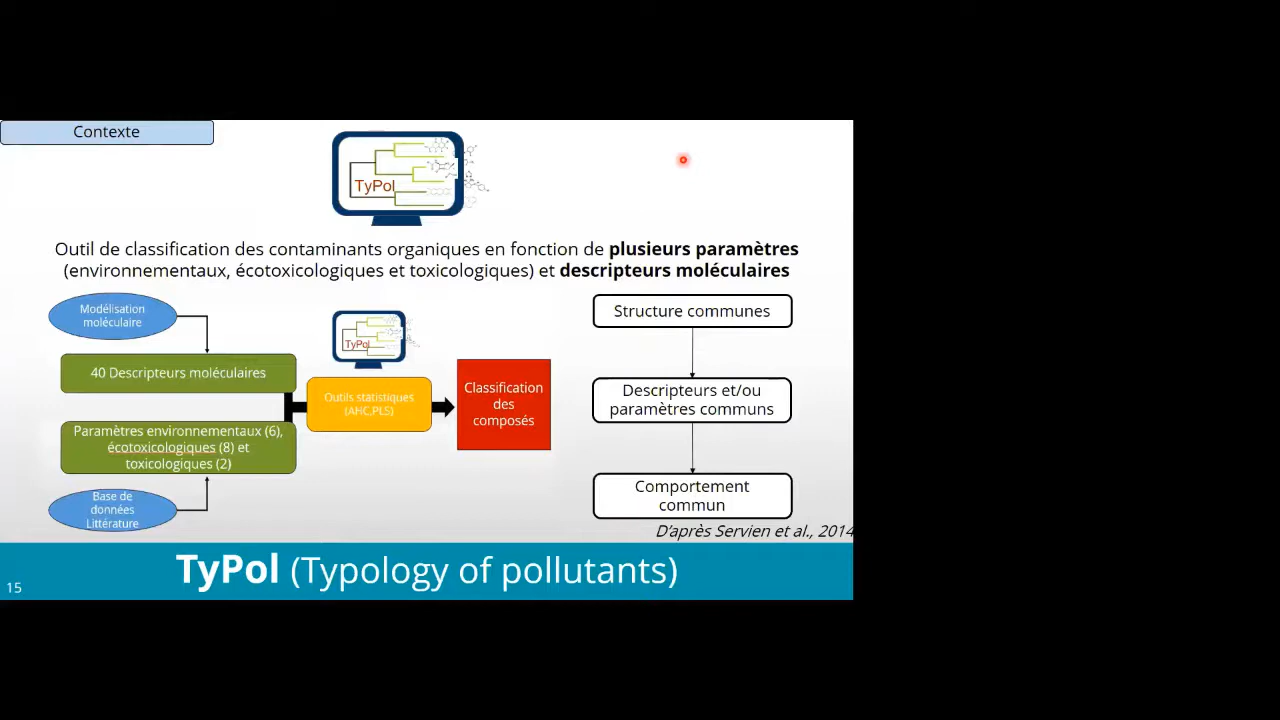 Contexte
TyPol
Outil de classification des contaminants organiques en fonction de plusieurs paramètres
(environnementaux, écotoxicologiques et toxicologiques) et descripteurs moléculaires
Modélisation
moléculaire
40 Descripteurs moléculaires
Paramètres environnementaux (6),
écotoxicologiques (8) et
toxicologiques (2)
Base de
données
Littérature
TyPol
Outils statistiques
(AHC,PLS)
Classification
des
composés
Structure communes
Descripteurs et/ou
paramètres communs
Comportement
commun
D'après Servien et al., 2014
TyPol (Typology of pollutants)
15